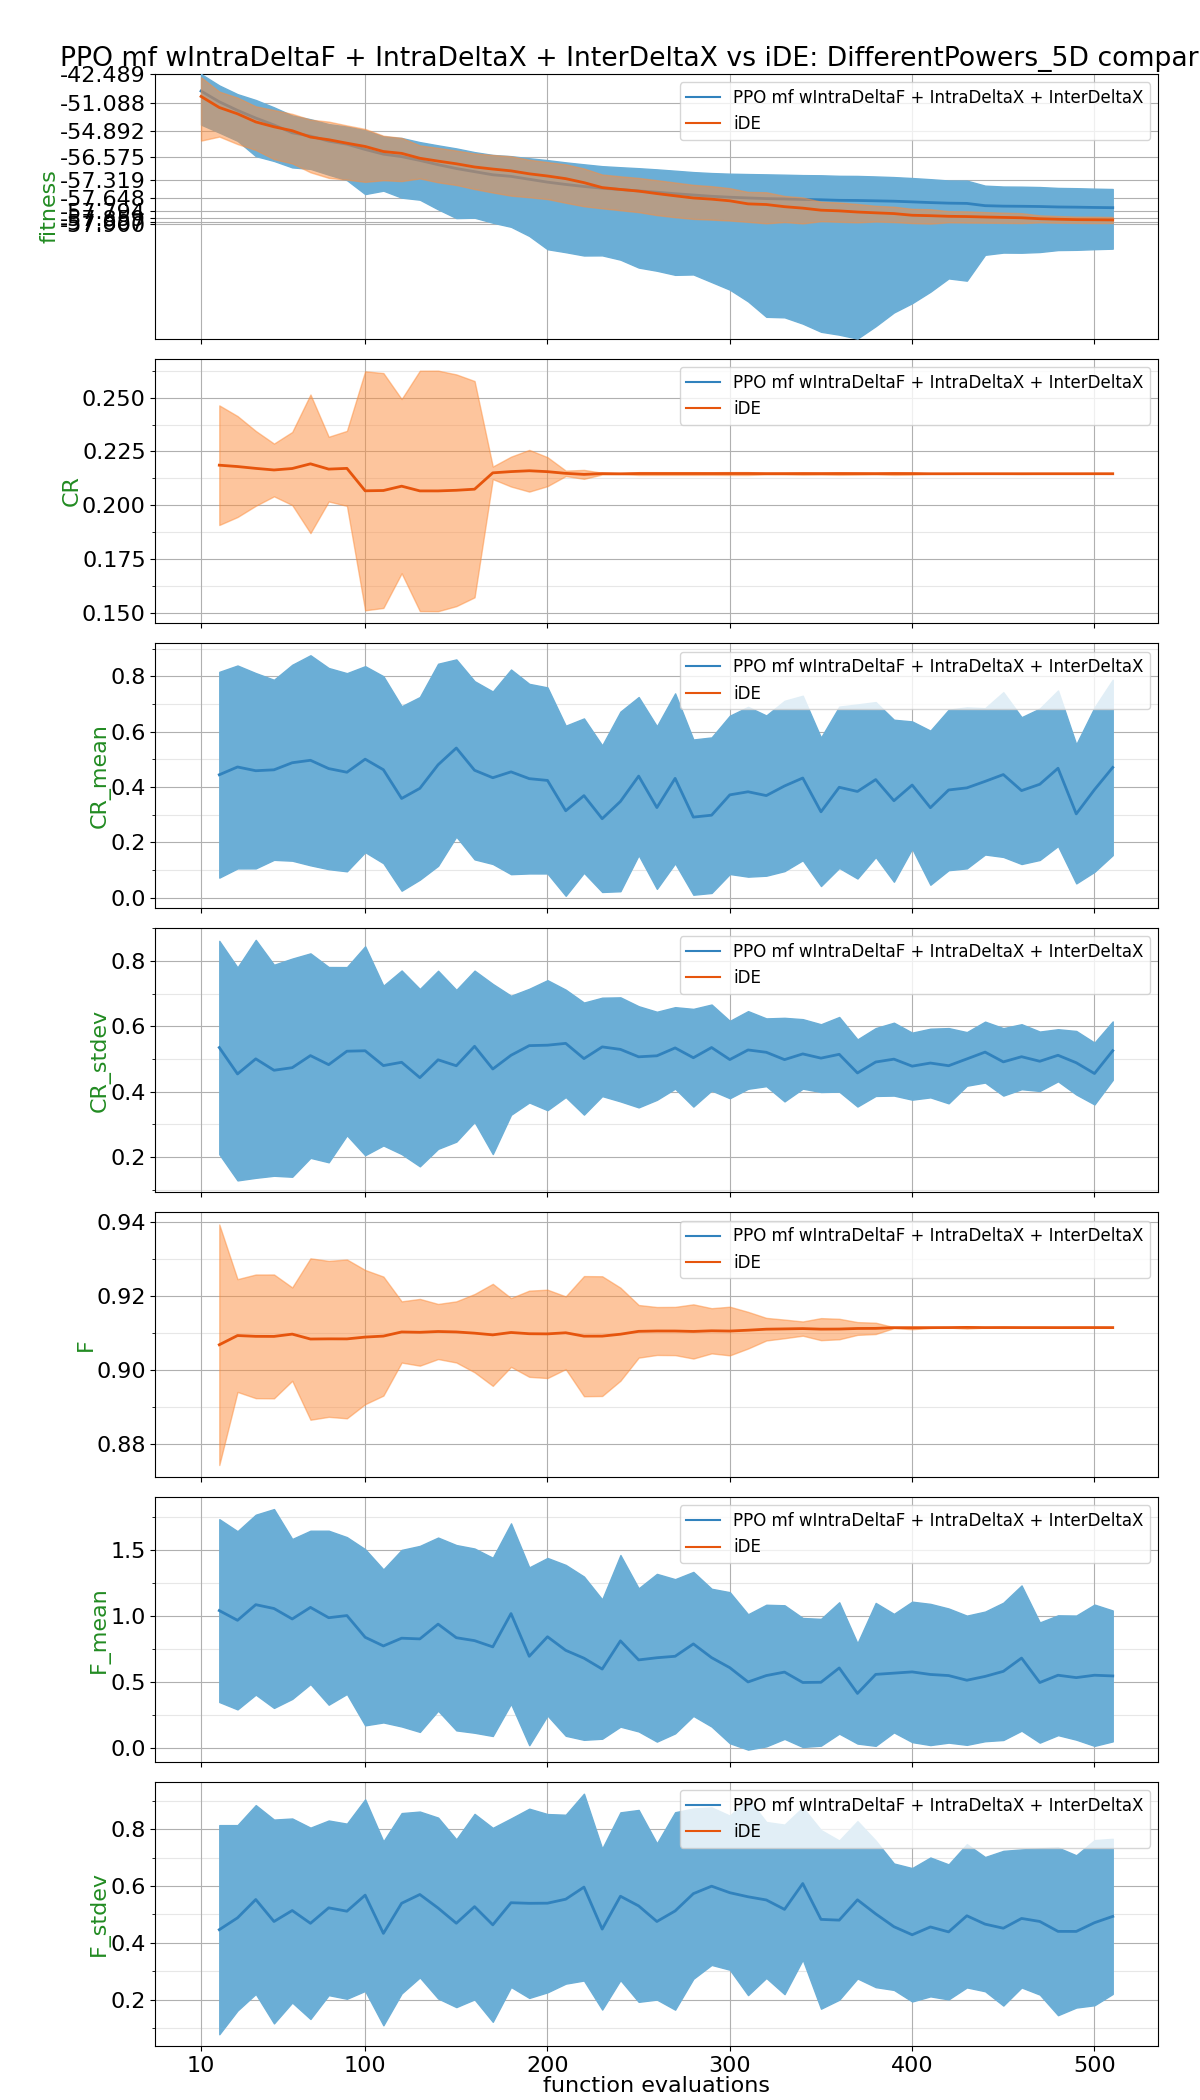 PPO mf wIntraDeltaF + IntraDeltaX + InterDeltaX vs iDE: DifferentPowers_5D compar
-42.489
-51.088
-54.892
-56.575
-57.319
-57.648
fitness
PPO mf wIntraDeltaF + IntraDeltaX + InterDeltaX
iDE
0.250
0.225
0.200
0.175
0.150
CR
PPO mf wIntraDeltaF + IntraDeltaX + InterDeltaX
iDE
0.8
0.6
0.4
0.2
0.0
CR_mean
PPO mf wIntraDeltaF + IntraDeltaX + InterDeltaX
iDE
0.8
0.6
0.4
0.2
CR_stdev
PPO mf wIntraDeltaF + IntraDeltaX + InterDeltaX
iDE
0.94
0.92
0.90
0.88
F
PPO mf wIntraDeltaF + IntraDeltaX + InterDeltaX
iDE
1.5
1.0
0.5
0.0
F_mean
PPO mf wIntraDeltaF + IntraDeltaX + InterDeltaX
iDE
0.8
0.6
0.4
0.2
F_stdev
PPO mf wIntraDeltaF + IntraDeltaX + InterDeltaX
iDE
10 100 200 300 400 500
function evaluations